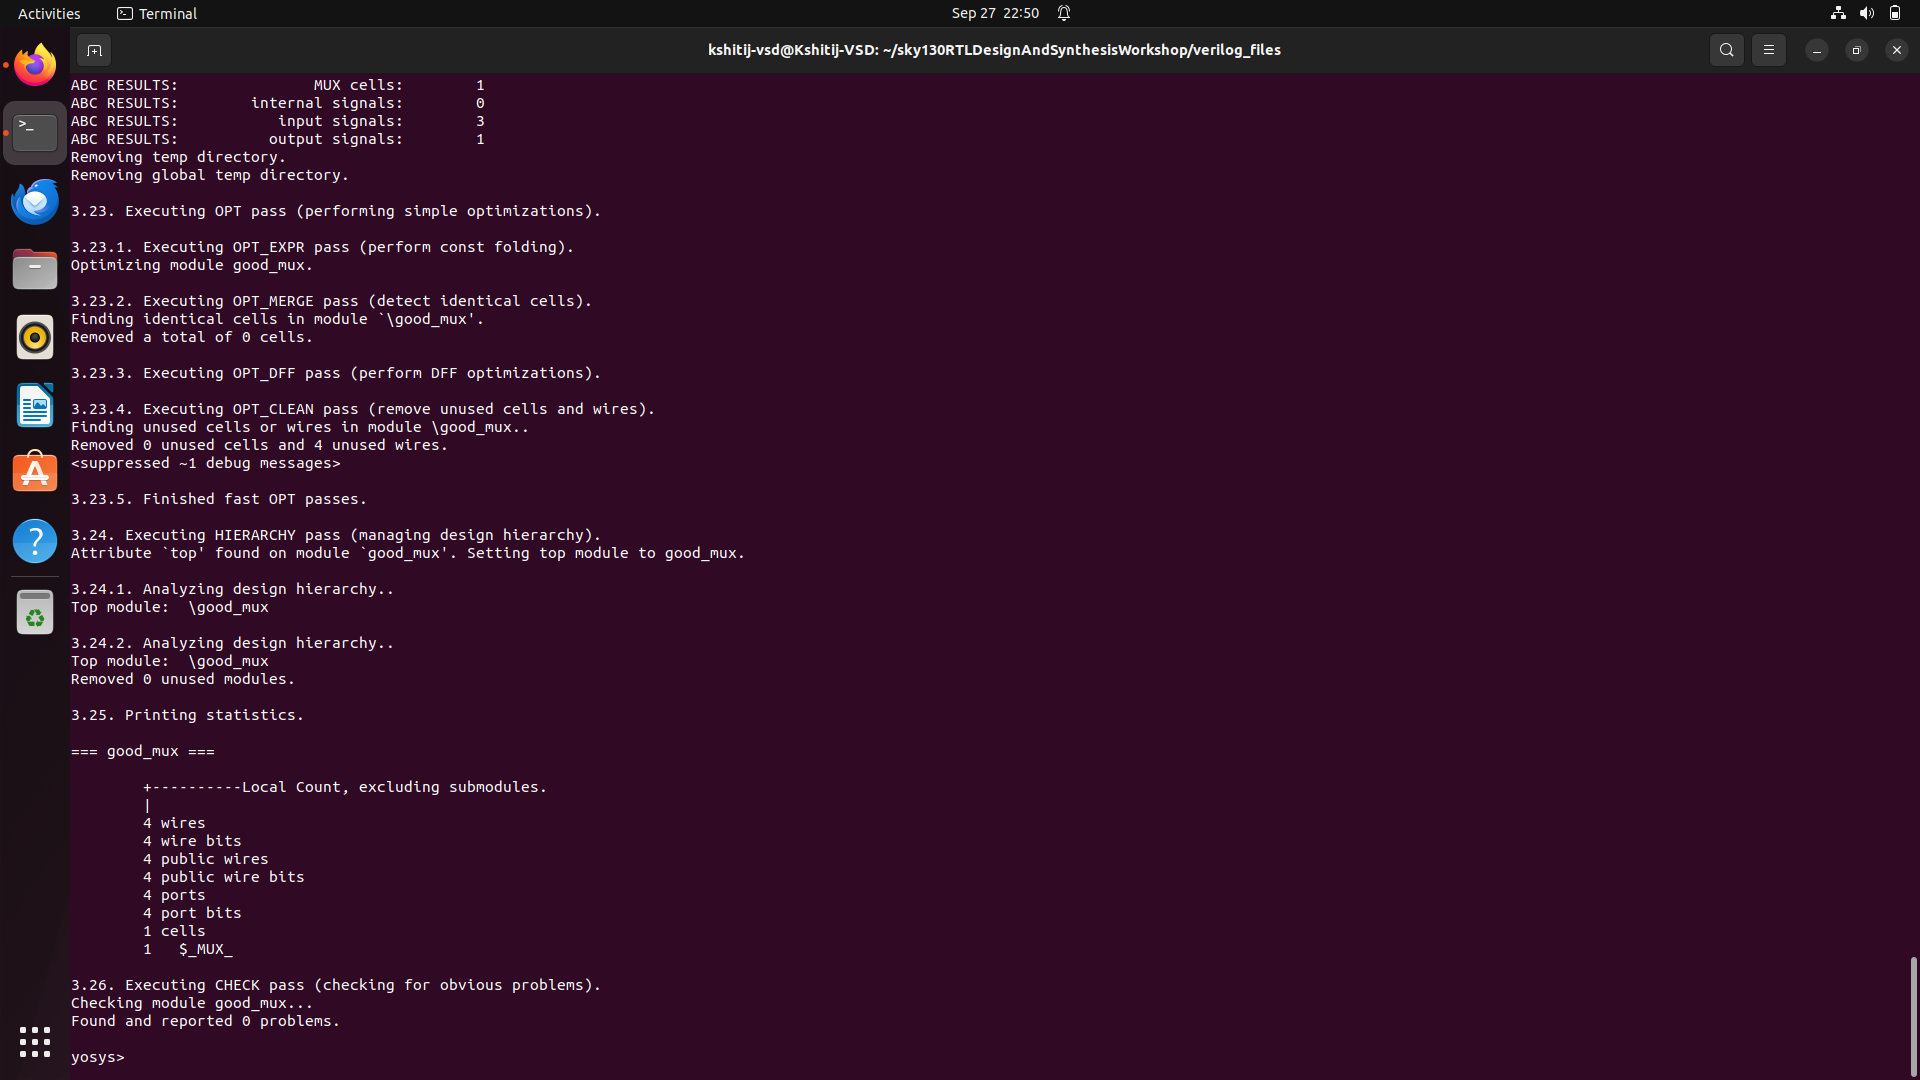 Activities
Terminal
Sep 27 22:50
kshitij-vsd@Kshitij-VSD: ~/sky130RTLDesignAndSynthesisWorkshop/verilog_files
ABC RESULTS:               MUX cells:        1
ABC RESULTS:        internal signals:        0
ABC RESULTS:           input signals:        3
ABC RESULTS:          output signals:        1
Removing temp directory.
Removing global temp directory.
3.23. Executing OPT pass (performing simple optimizations).
3.23.1. Executing OPT_EXPR pass (perform const folding).
Optimizing module good_mux.
3.23.2. Executing OPT_MERGE pass (detect identical cells).
Finding identical cells in module `\good_mux'.
Removed a total of 0 cells.
3.23.3. Executing OPT_DFF pass (perform DFF optimizations).
3.23.4. Executing OPT_CLEAN pass (remove unused cells and wires).
Finding unused cells or wires in module \good_mux..
Removed 0 unused cells and 4 unused wires.
<suppressed ~1 debug messages>
3.23.5. Finished fast OPT passes.
3.24. Executing HIERARCHY pass (managing design hierarchy).
Attribute `top' found on module `good_mux'. Setting top module to good_mux.
3.24.1. Analyzing design hierarchy..
Top module:  \good_mux
3.24.2. Analyzing design hierarchy..
Top module:  \good_mux
Removed 0 unused modules.
3.25. Printing statistics.
=== good_mux ===
+----------Local Count, excluding submodules.
|
4 wires
4 wire bits
4 public wires
4 public wire bits
4 ports
4 port bits
1 cells
1   $_MUX_
3.26. Executing CHECK pass (checking for obvious problems).
Checking module good_mux...
Found and reported 0 problems.
yosys>